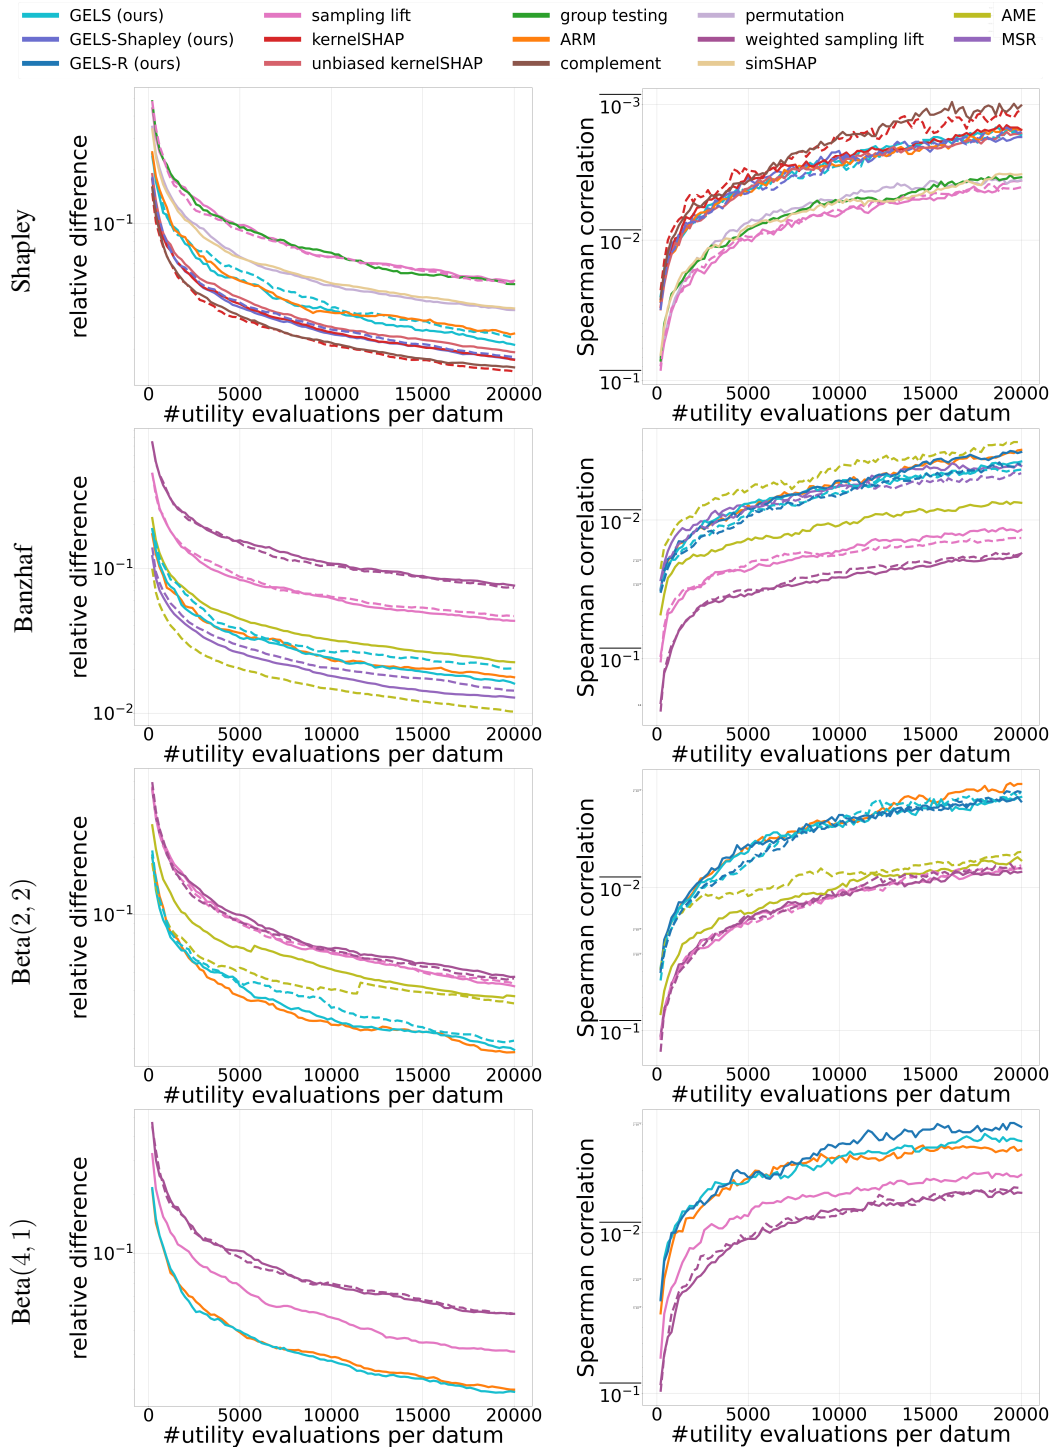 GELS (ours) sampling lift group testing permutation AME
GELS-Shapley (ours) kernelSHAP ARM weighted sampling lift MSR
GELS-R (ours) unbiased kernelSHAP complement simSHAP
Shapley
relative difference
10⁻¹
0 5000 10000 15000 20000
#utility evaluations per datum
Spearman correlation
10⁻³
10⁻²
10⁻¹
0 5000 10000 15000 20000
#utility evaluations per datum
Banzhaf
relative difference
10⁻¹
10⁻²
0 5000 10000 15000 20000
#utility evaluations per datum
Spearman correlation
10⁻²
10⁻¹
0 5000 10000 15000 20000
#utility evaluations per datum
Beta(2, 2)
relative difference
10⁻¹
0 5000 10000 15000 20000
#utility evaluations per datum
Spearman correlation
10⁻²
10⁻¹
0 5000 10000 15000 20000
#utility evaluations per datum
Beta(4, 1)
relative difference
10⁻¹
0 5000 10000 15000 20000
#utility evaluations per datum
Spearman correlation
10⁻²
10⁻¹
0 5000 10000 15000 20000
#utility evaluations per datum